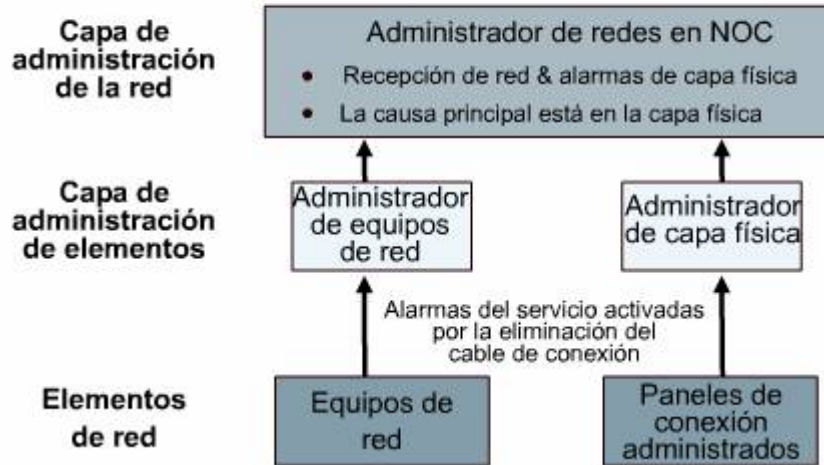 Capa de
administración
de la red
Administrador de redes en NOC
• Recepción de red & alarmas de capa física
• La causa principal está en la capa física
Capa de
administración
de elementos
Administrador
de equipos
de red
Administrador
de capa física
Alarmas del servicio activadas
por la eliminación del
cable de conexión
Elementos
de red
Equipos de
red
Paneles de
conexión
administrados